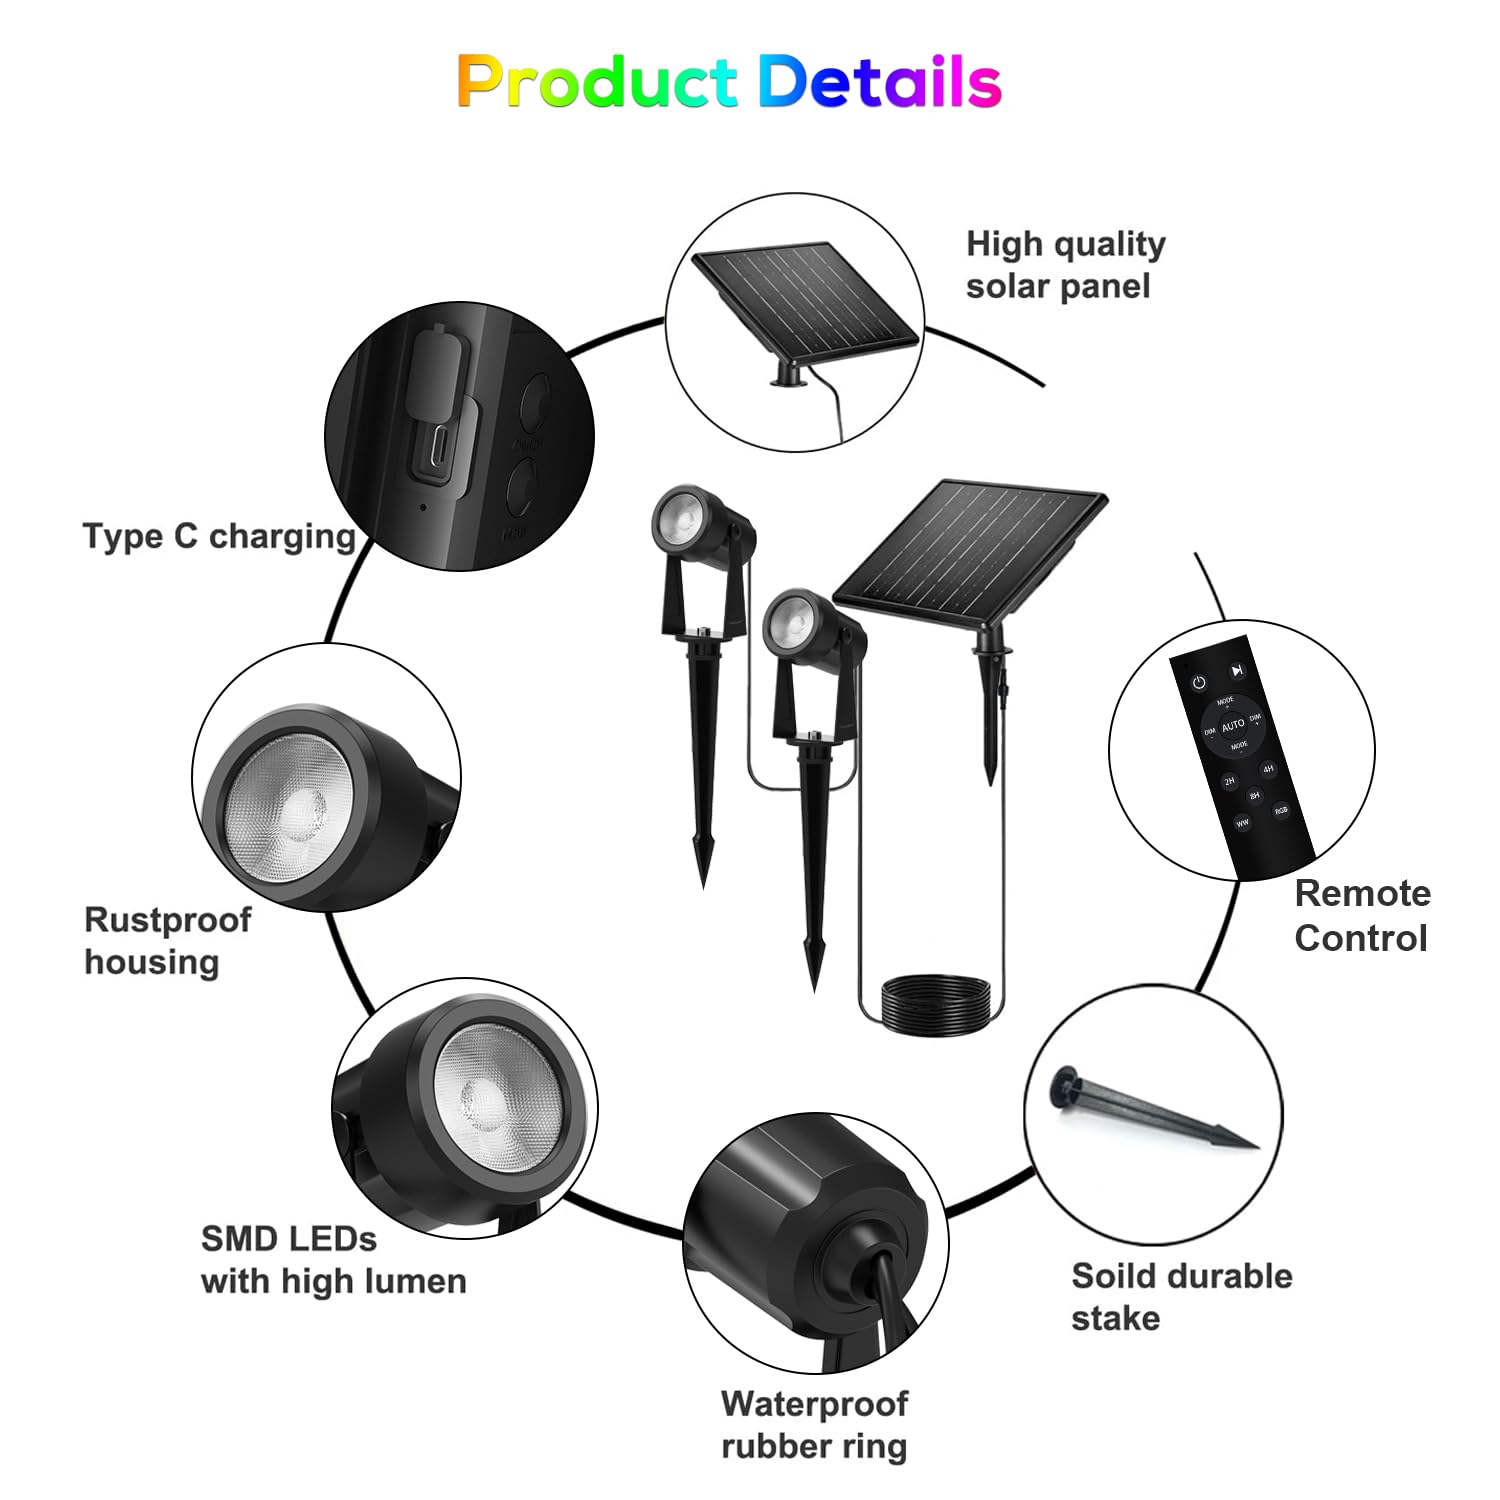 Product Details
High quality
solar panel
Type C charging
MODE
+
DIM
-
AUTO
DIM
+
MODE
-
2H
4H
8H
WW
RGB
Remote
Control
Rustproof
housing
SMD LEDs
with high lumen
Soild durable
stake
Waterproof
rubber ring